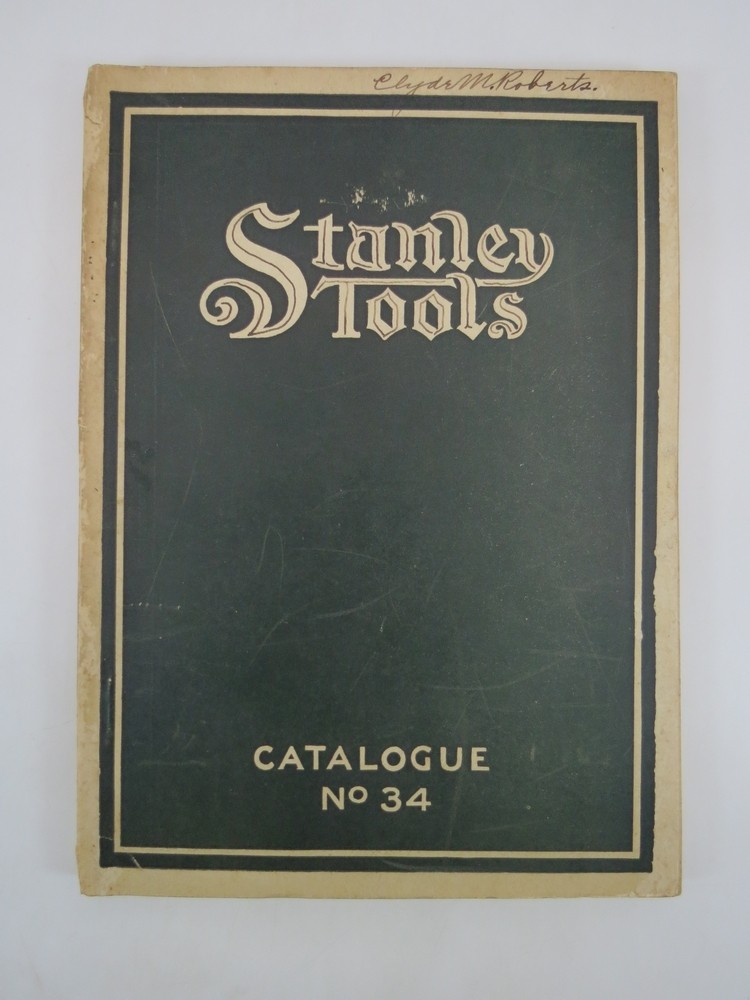 Clyde M. Roberts.
Stanley
Tools
CATALOGUE
No 34